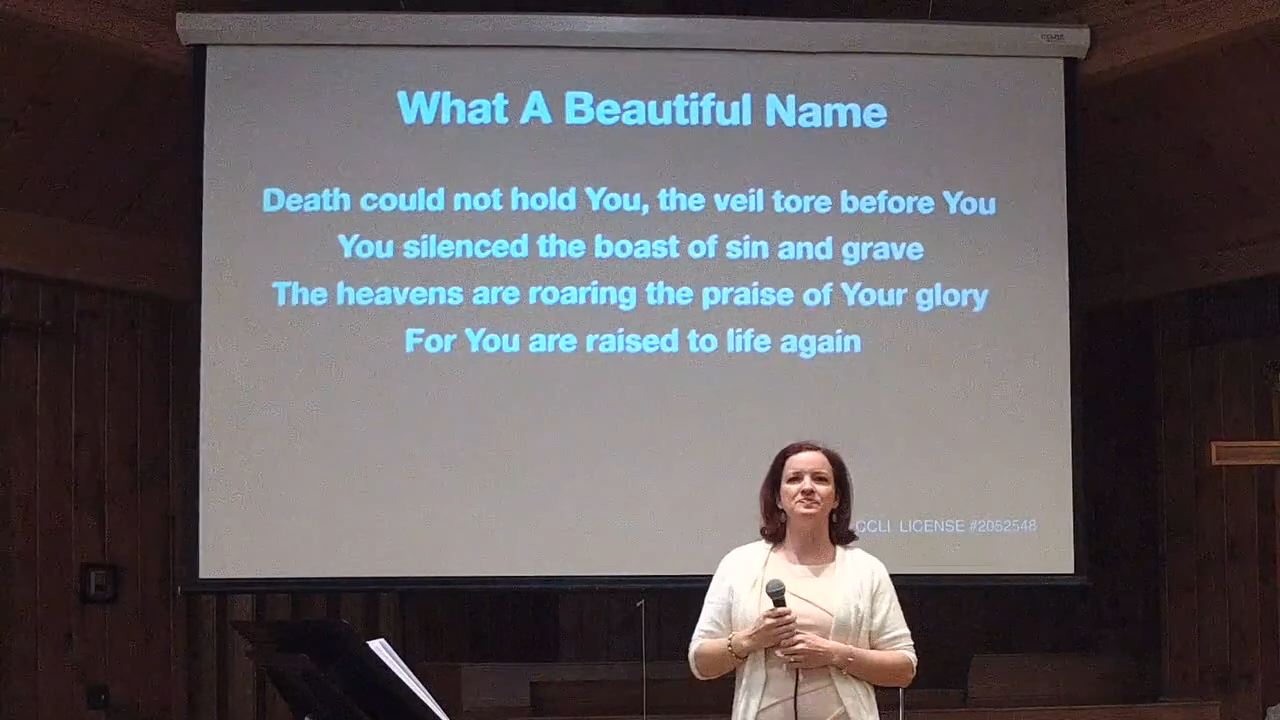 What A Beautiful Name
Death could not hold You, the veil tore before You
You silenced the boast of sin and grave
The heavens are roaring the praise of Your glory
For You are raised to life again
CCLI LICENSE #2052548